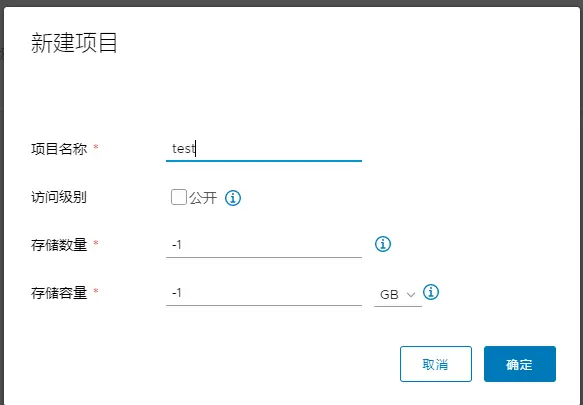 新建项目
项目名称 * test
访问级别 公开
存储数量 * -1
存储容量 * -1 GB
取消 确定